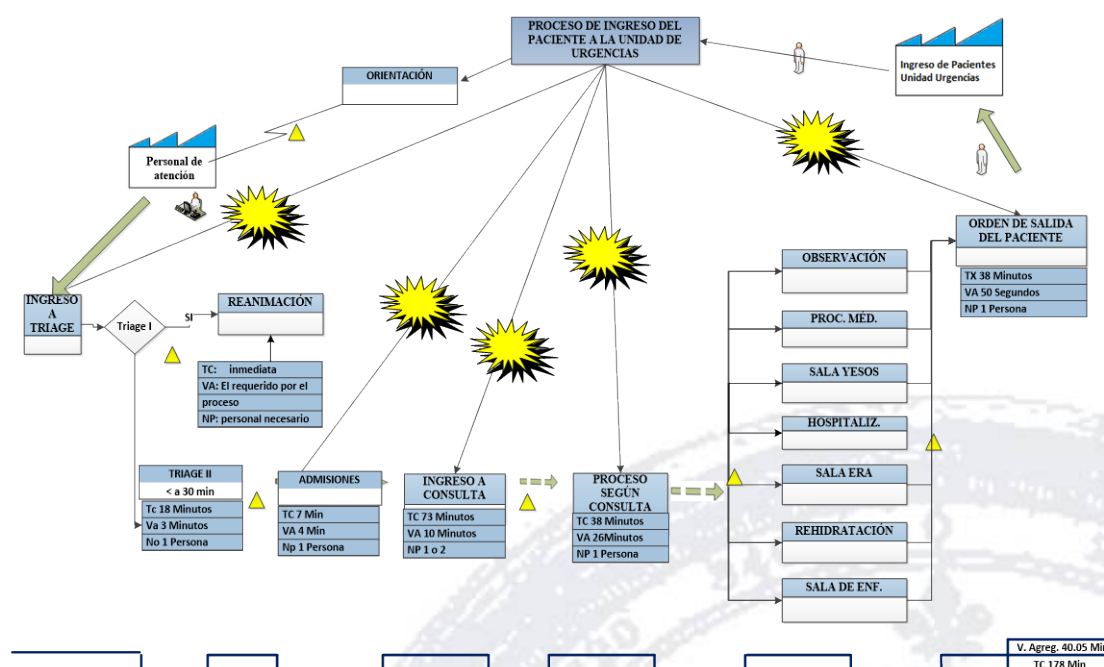 PROCESO DE INGRESO DEL
PACIENTE A LA UNIDAD DE
URGENCIAS
Ingreso de Pacientes
Unidad Urgencias
ORIENTACIÓN
Personal de
atención
ORDEN DE SALIDA
DEL PACIENTE
TX 38 Minutos
VA 50 Segundos
NP 1 Persona
INGRESO
A
TRIAGE
Triage I
SI
REANIMACIÓN
TC: inmediata
VA: El requerido por el
proceso
NP: personal necesario
OBSERVACIÓN
PROC. MÉD.
SALA YESOS
HOSPITALIZ.
SALA ERA
REHIDRATACIÓN
SALA DE ENF.
TRIAGE II
< a 30 min
Tc 18 Minutos
Va 3 Minutos
No 1 Persona
ADMISIONES
TC 7 Min
VA 4 Min
Np 1 Persona
INGRESO A
CONSULTA
TC 73 Minutos
VA 10 Minutos
NP 1 o 2
PROCESO
SEGÚN
CONSULTA
TC 38 Minutos
VA 26Minutos
NP 1 Persona
V. Agreg. 40.05 Min
TC 178 Min